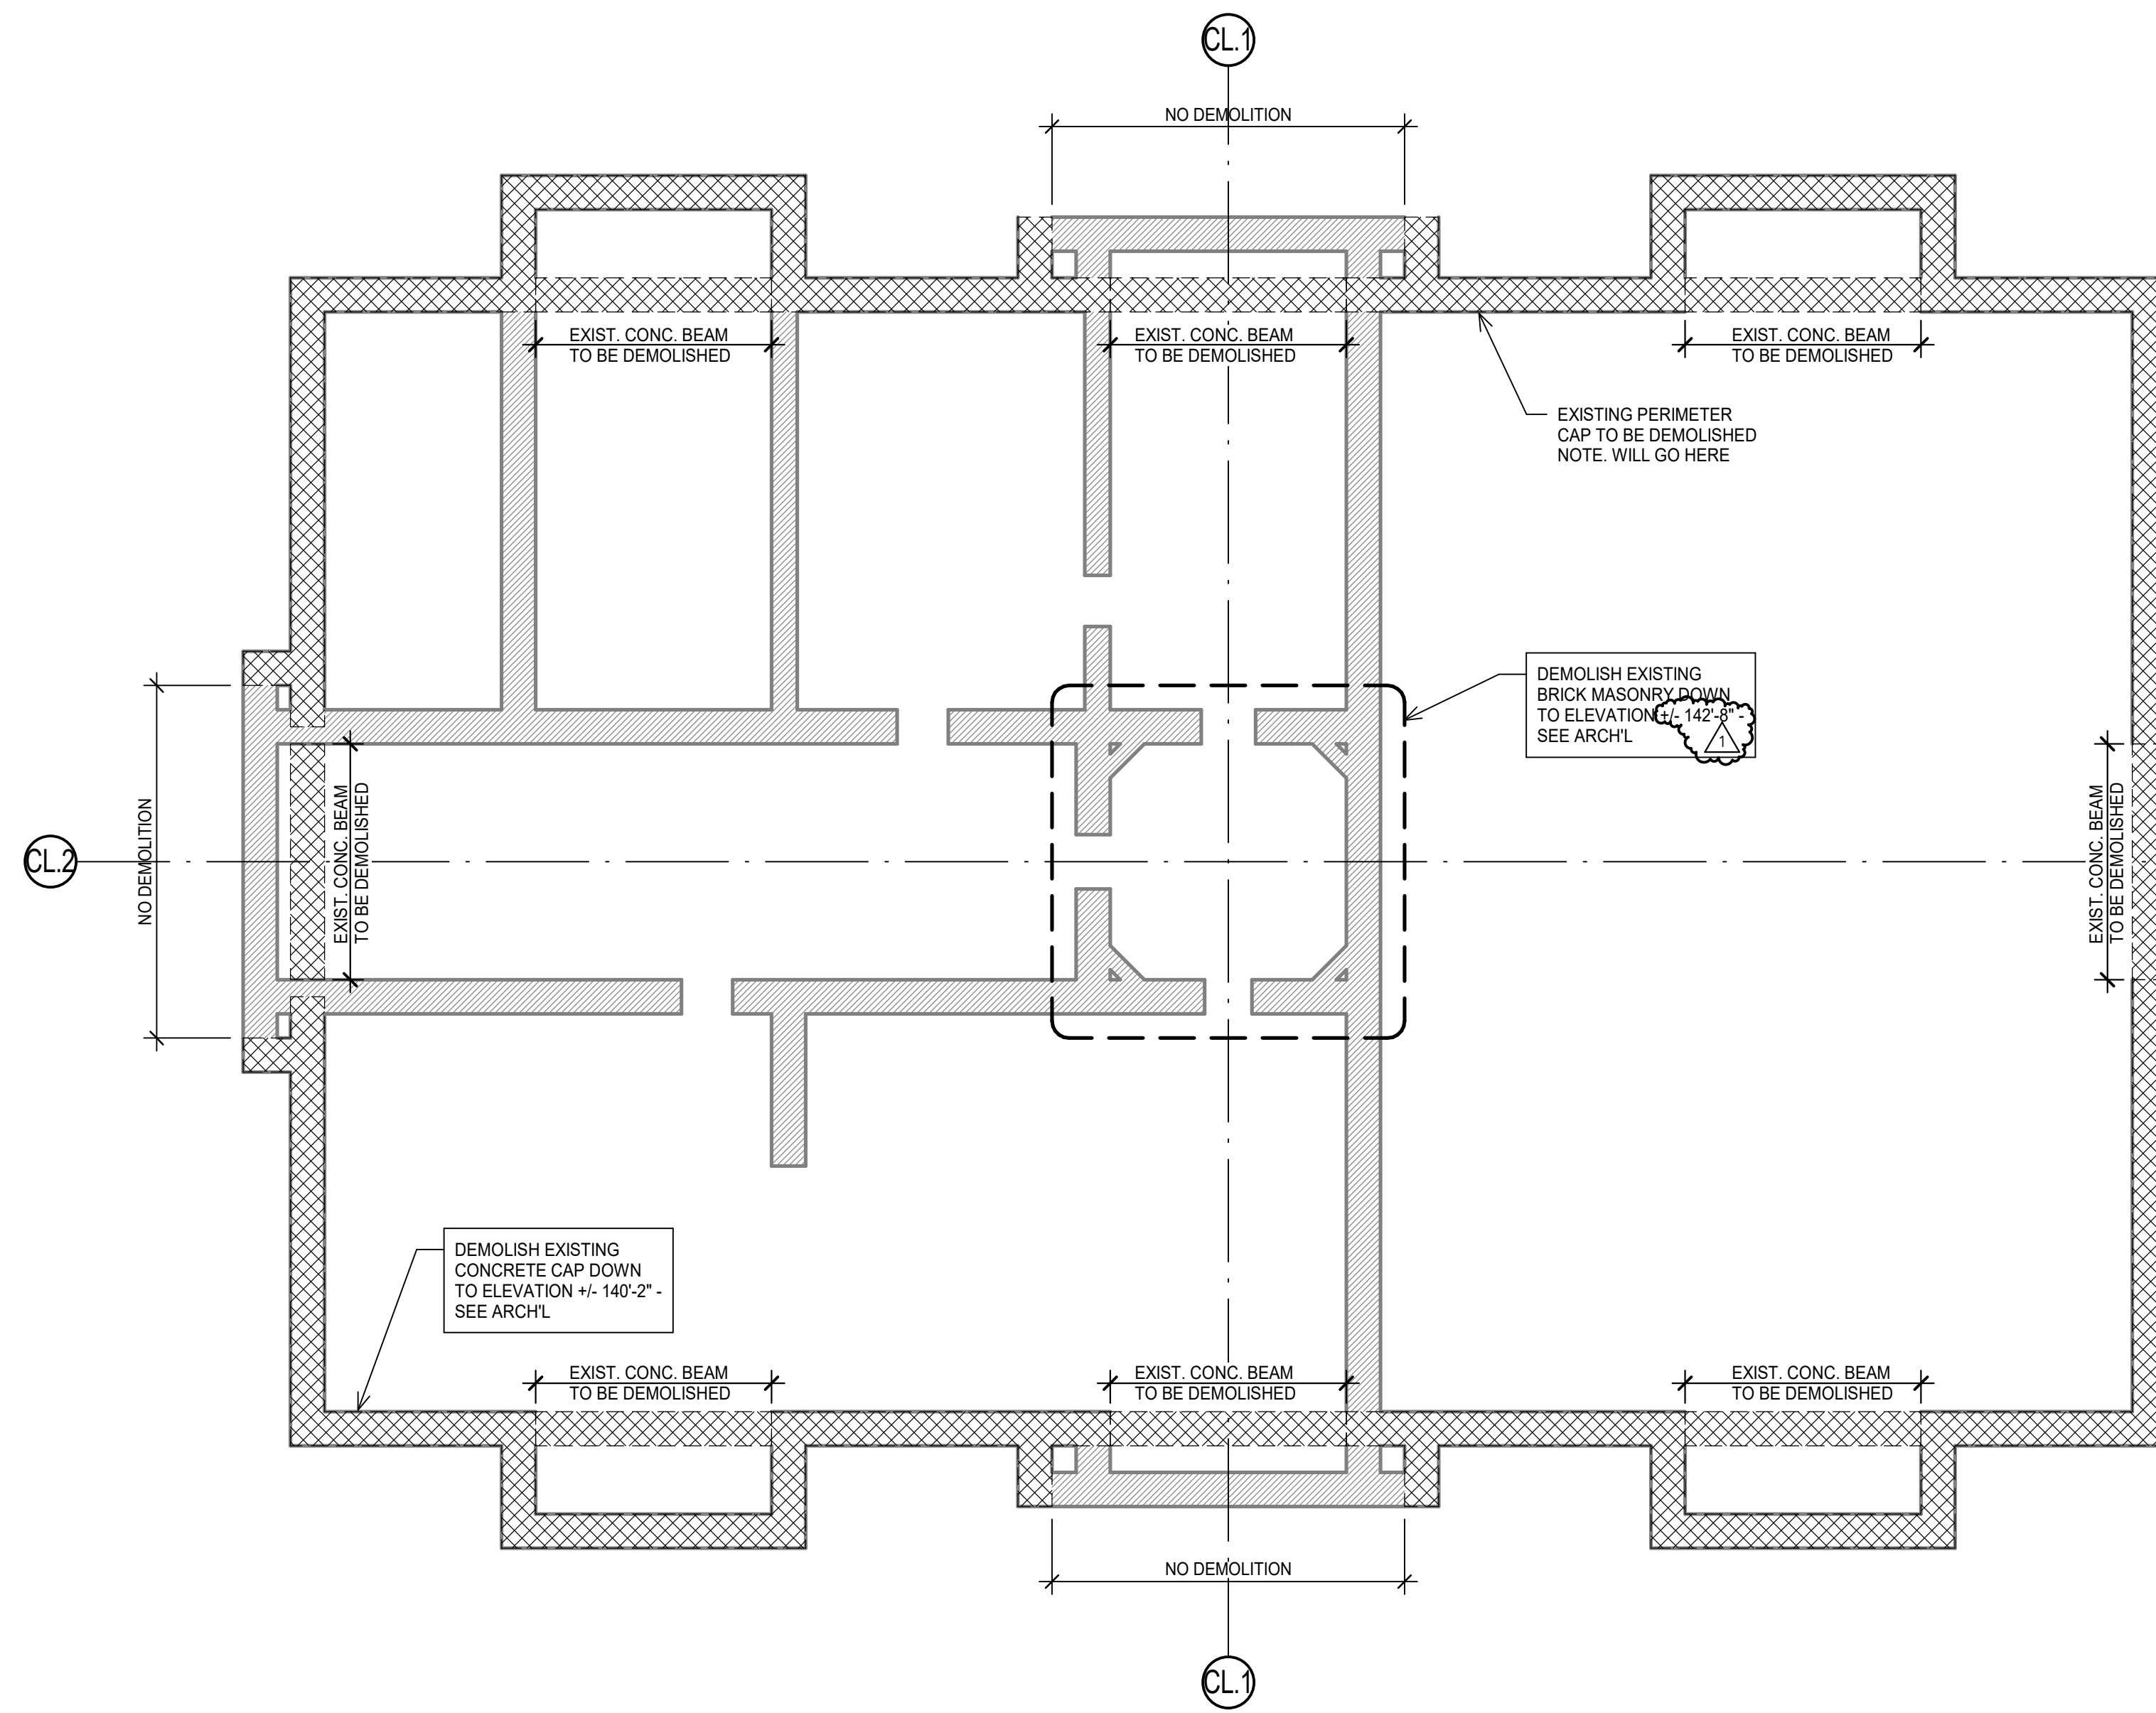 CL.1
NO DEMOLITION
EXIST. CONC. BEAM
TO BE DEMOLISHED
EXIST. CONC. BEAM
TO BE DEMOLISHED
EXIST. CONC. BEAM
TO BE DEMOLISHED
EXISTING PERIMETER
CAP TO BE DEMOLISHED
NOTE. WILL GO HERE
DEMOLISH EXISTING
BRICK MASONRY DOWN
TO ELEVATION +/- 142'-8" -
SEE ARCH'L
1
CL.2
NO DEMOLITION
EXIST. CONC. BEAM
TO BE DEMOLISHED
EXIST. CONC. BEAM
TO BE DEMOLISHED
DEMOLISH EXISTING
CONCRETE CAP DOWN
TO ELEVATION +/- 140'-2" -
SEE ARCH'L
EXIST. CONC. BEAM
TO BE DEMOLISHED
EXIST. CONC. BEAM
TO BE DEMOLISHED
EXIST. CONC. BEAM
TO BE DEMOLISHED
NO DEMOLITION
CL.1